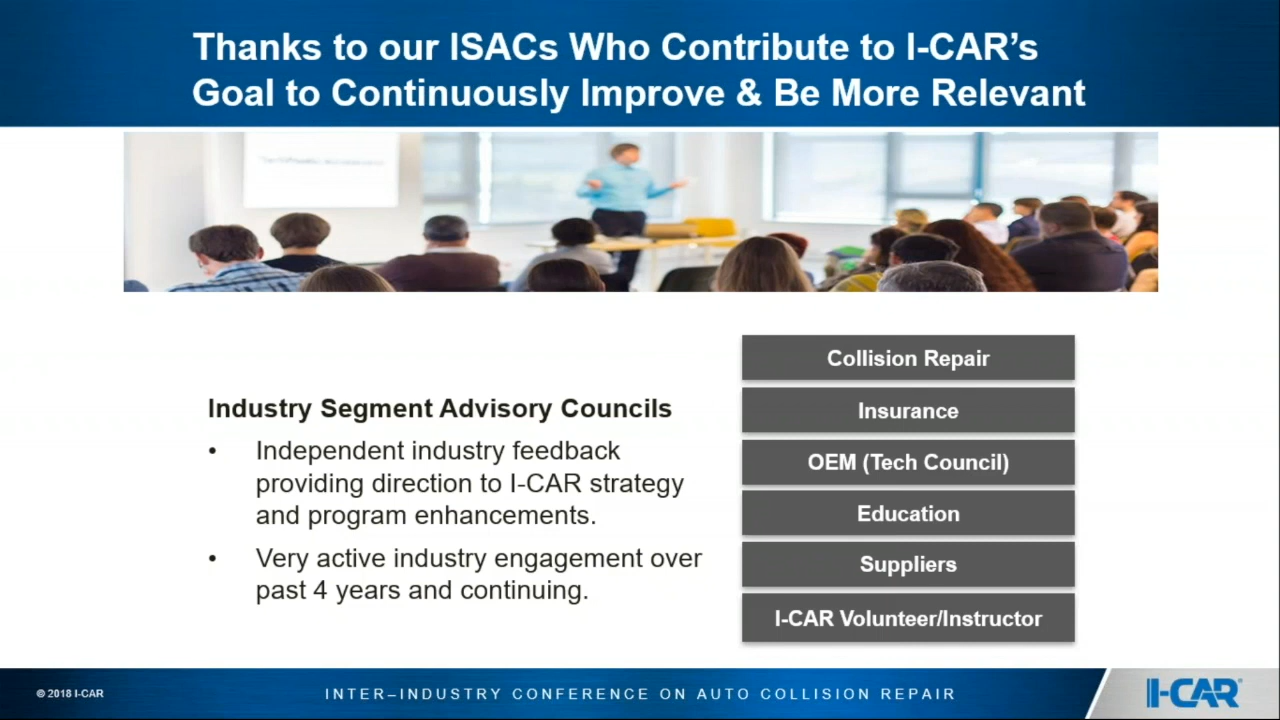 Thanks to our ISACs Who Contribute to I-CAR’s
Goal to Continuously Improve & Be More Relevant
Industry Segment Advisory Councils
• Independent industry feedback
providing direction to I-CAR strategy
and program enhancements.
• Very active industry engagement over
past 4 years and continuing.
Collision Repair
Insurance
OEM (Tech Council)
Education
Suppliers
I-CAR Volunteer/Instructor
© 2018 I-CAR
INTER–INDUSTRY CONFERENCE ON AUTO COLLISION REPAIR
I-CAR®